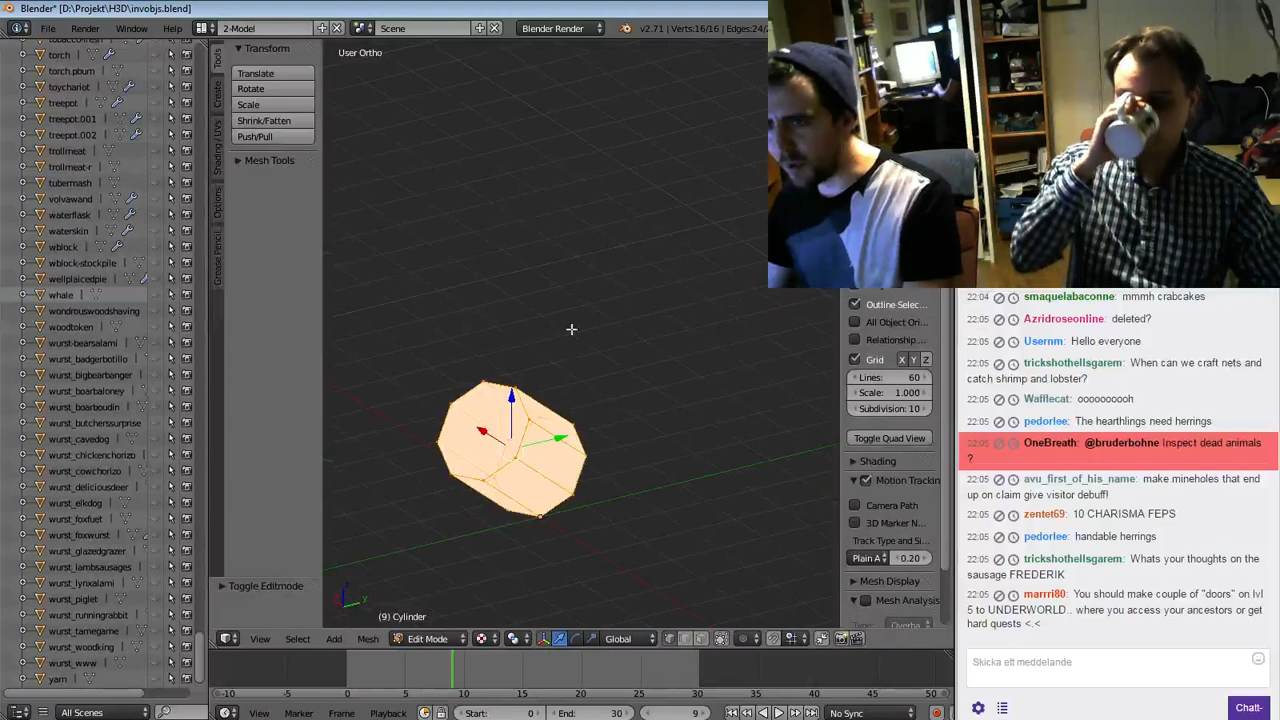 Blender* [D:\Projekt\H3D\invobjs.blend]
File Render Window Help
2-Model
Scene
Blender Render
v2.71 | Verts:16/16 | Edges:24/2
torch
torch.pbum
toychariot
treepot
treepot.001
treepot.002
trollmeat
trollmeat-r
tubermash
volvawand
waterflask
waterskin
wblock
wblock-stockpile
wellplaicedpie
whale
wondrouswoodshaving
woodtoken
wurst-bearsalami
wurst_badgerbotillo
wurst_bigbearbanger
wurst_boarbaloney
wurst_boarboudin
wurst_butcherssurprise
wurst_cavedog
wurst_chickenchorizo
wurst_cowchorizo
wurst_deliciousdeer
wurst_elkdog
wurst_foxfuet
wurst_foxwurst
wurst_glazedgrazer
wurst_lambsausages
wurst_lynxalami
wurst_piglet
wurst_runningrabbit
wurst_tamegame
wurst_woodking
wurst_www
yarn
All Scenes
Tools
Create
Shading / UVs
Options
Grease Pencil
Transform
Translate
Rotate
Scale
Shrink/Fatten
Push/Pull
Mesh Tools
Toggle Editmode
User Ortho
(9) Cylinder
View Select Add Mesh
Edit Mode
Global
Outline Selec...
All Object Ori...
Relationship ...
Grid X Y Z
Lines: 60
Scale: 1.000
Subdivision: 10
Toggle Quad View
Shading
Motion Trackin
Camera Path
3D Marker N...
Track Type and Si
Plain A 0.20
Mesh Display
Mesh Analysis
-10 -5 0 5 10 15 20 25 30 35 40 45 50
View Marker Frame Playback
Start: 0
End: 30
9
No Sync
22:04 smaquelabaconne: mmmh crabcakes
22:05 Azridroseonline: deleted?
22:05 Usernm: Hello everyone
22:05 trickshothellsgarem: When can we craft nets and
catch shrimp and lobster?
22:05 Wafflecat: oooooooooh
22:05 pedorlee: The hearthlings need herrings
22:05 OneBreath: @bruderbohne Inspect dead animals
?
22:05 avu_first_of_his_name: make mineholes that end
up on claim give visitor debuff!
22:05 zentet69: 10 CHARISMA FEPS
22:05 pedorlee: handable herrings
22:05 trickshothellsgarem: Whats your thoughts on the
sausage FREDERIK
22:05 marrri80: You should make couple of "doors" on lvl
5 to UNDERWORLD.. where you access your ancestors or get
hard quests <.<
Skicka ett meddelande
Chatt-